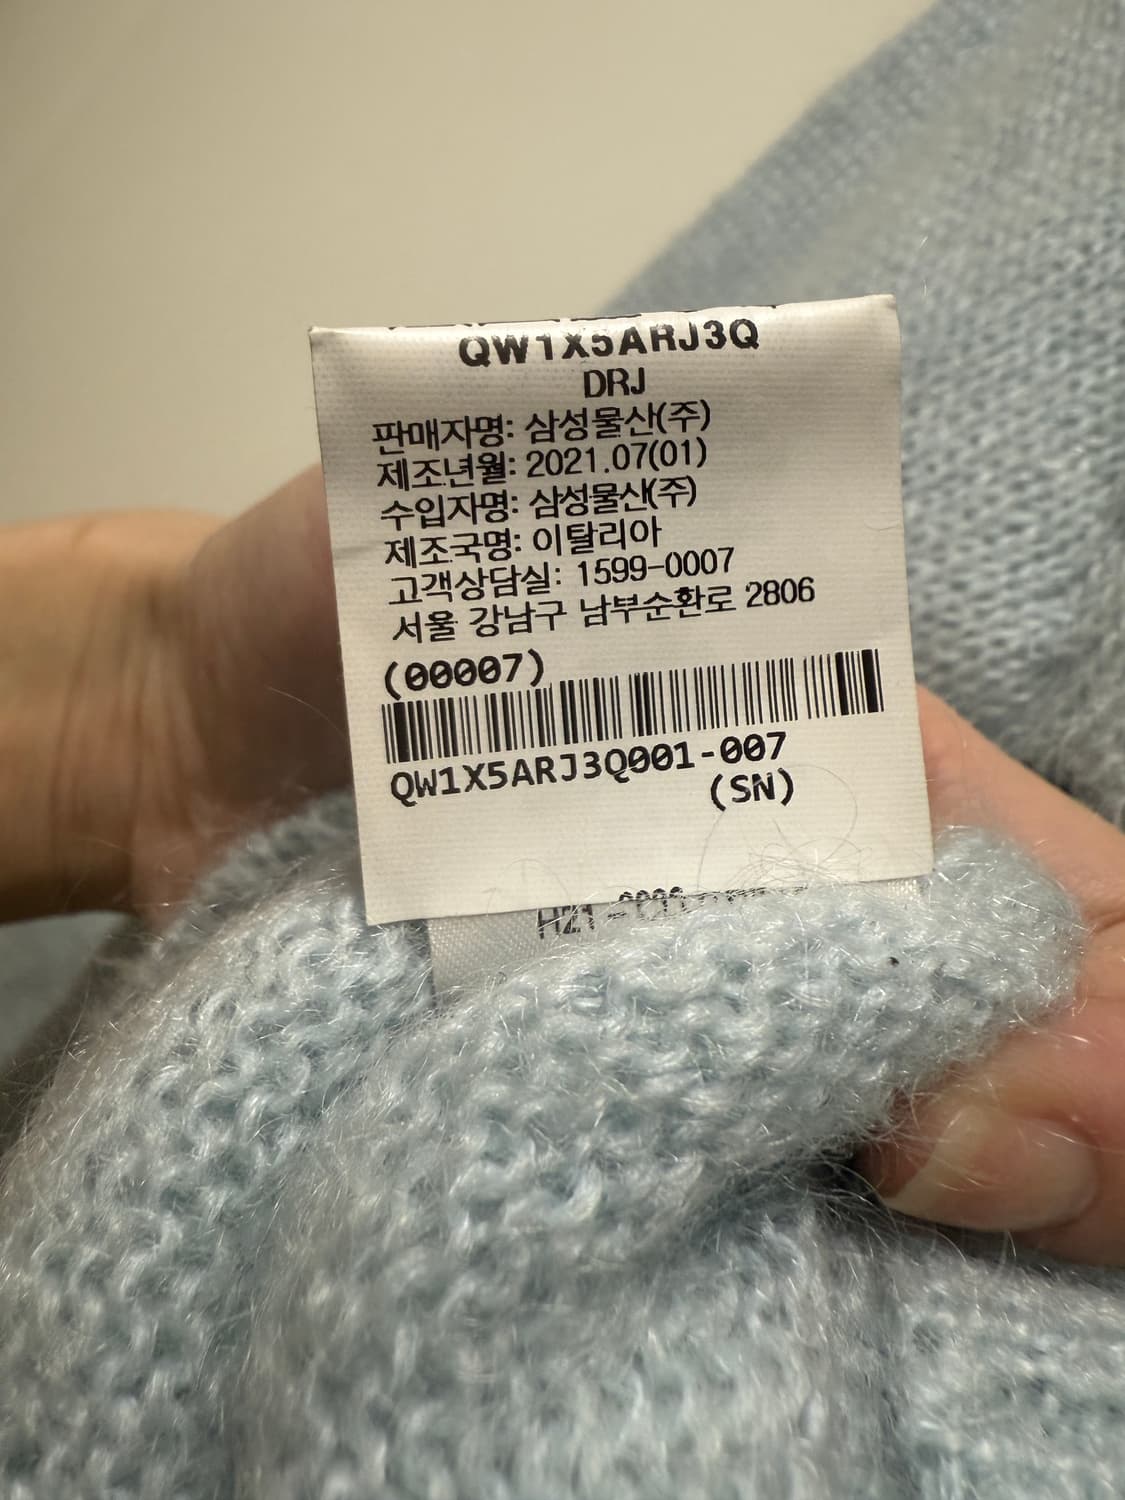 QW1X5ARJ3Q
DRJ
판매자명: 삼성물산(주)
제조년월: 2021.07(01)
수입자명: 삼성물산(주)
제조국명: 이탈리아
고객상담실: 1599-0007
서울 강남구 남부순환로 2806
(00007)
QW1X5ARJ3Q001-007
(SN)